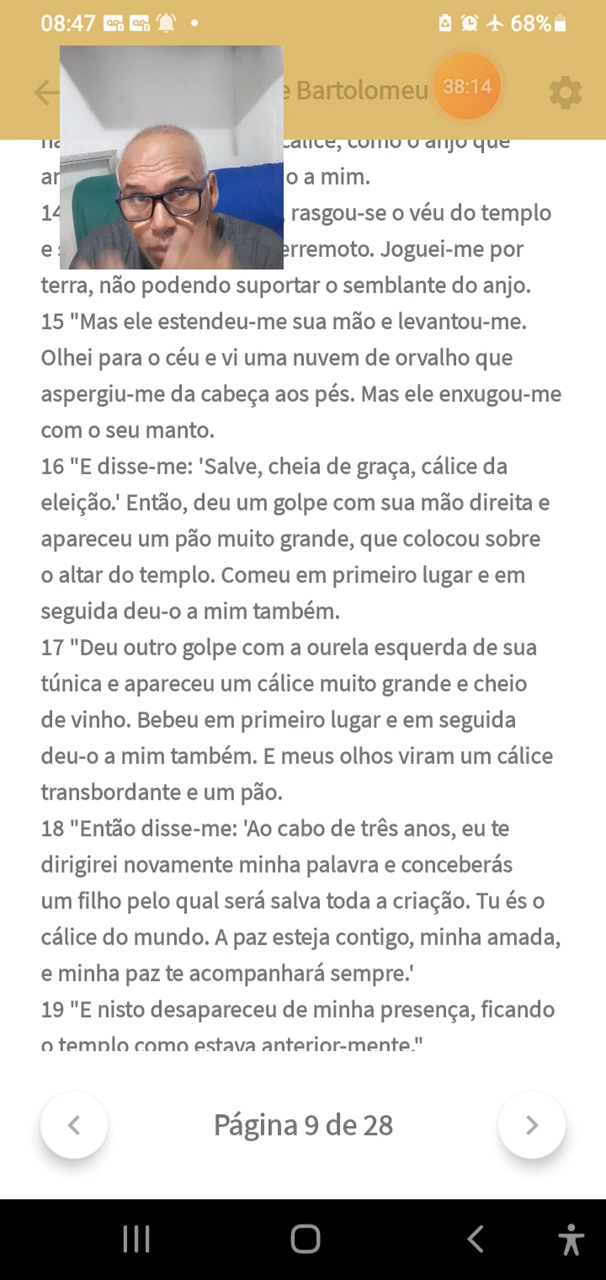 08:47 68%
e Bartolomeu 38:14
cálice, como o anjo que
o a mim.
14 , rasgou-se o véu do templo
e erremoto. Joguei-me por
terra, não podendo suportar o semblante do anjo.
15 "Mas ele estendeu-me sua mão e levantou-me.
Olhei para o céu e vi uma nuvem de orvalho que
aspergiu-me da cabeça aos pés. Mas ele enxugou-me
com o seu manto.
16 "E disse-me: 'Salve, cheia de graça, cálice da
eleição.' Então, deu um golpe com sua mão direita e
apareceu um pão muito grande, que colocou sobre
o altar do templo. Comeu em primeiro lugar e em
seguida deu-o a mim também.
17 "Deu outro golpe com a ourela esquerda de sua
túnica e apareceu um cálice muito grande e cheio
de vinho. Bebeu em primeiro lugar e em seguida
deu-o a mim também. E meus olhos viram um cálice
transbordante e um pão.
18 "Então disse-me: 'Ao cabo de três anos, eu te
dirigirei novamente minha palavra e conceberás
um filho pelo qual será salva toda a criação. Tu és o
cálice do mundo. A paz esteja contigo, minha amada,
e minha paz te acompanhará sempre.'
19 "E nisto desapareceu de minha presença, ficando
o templo como estava anterior-mente."
Página 9 de 28